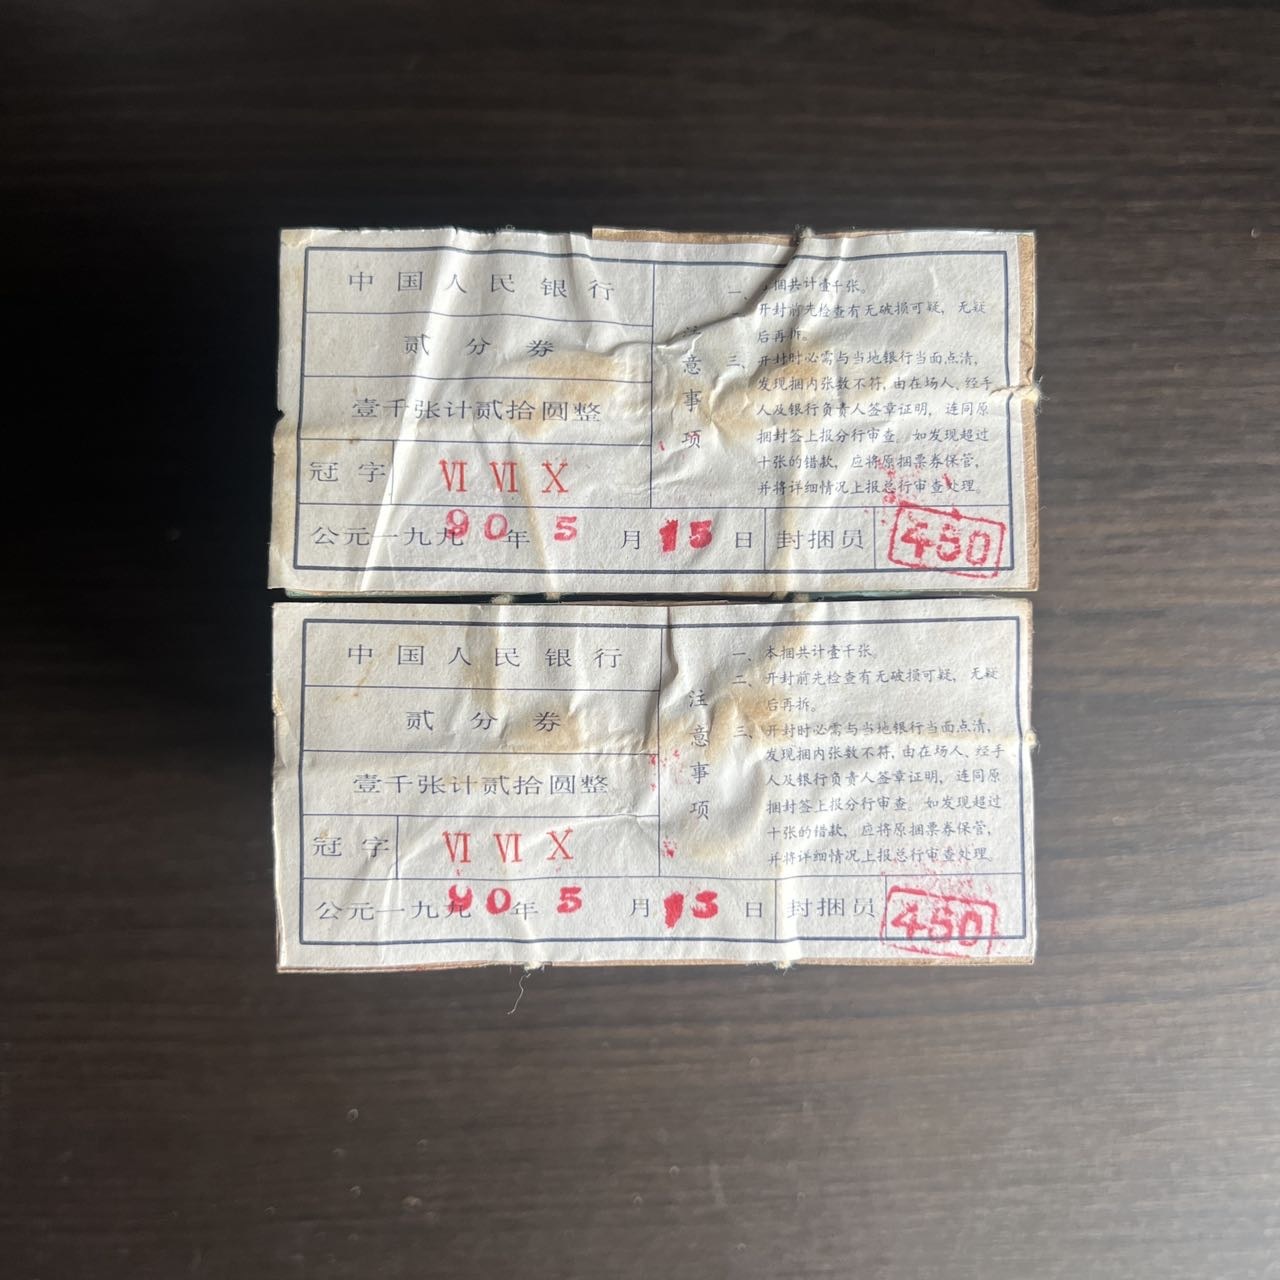 中国人民银行
贰分券
壹千张计贰拾圆整
冠字 Ⅵ Ⅵ Ⅹ
公元一九九90年5月15日 封捆员 450
注意事项
一、本捆共计壹千张。
开封前先检查有无破损可疑，无疑
后再拆。
三、开封时必需与当地银行当面点清，
发现捆内张数不符，由在场人、经手
人及银行负责人签章证明，连同原
捆封签上报分行审查。如发现超过
十张的错款，应将原捆票券保管，
并将详细情况上报总行审查处理。
中国人民银行
贰分券
壹千张计贰拾圆整
冠字 Ⅵ Ⅵ Ⅹ
公元一九九90年5月15日 封捆员 450
注意事项
一、本捆共计壹千张。
二、开封前先检查有无破损可疑，无疑
后再拆。
三、开封时必需与当地银行当面点清，
发现捆内张数不符，由在场人、经手
人及银行负责人签章证明，连同原
捆封签上报分行审查。如发现超过
十张的错款，应将原捆票券保管，
并将详细情况上报总行审查处理。